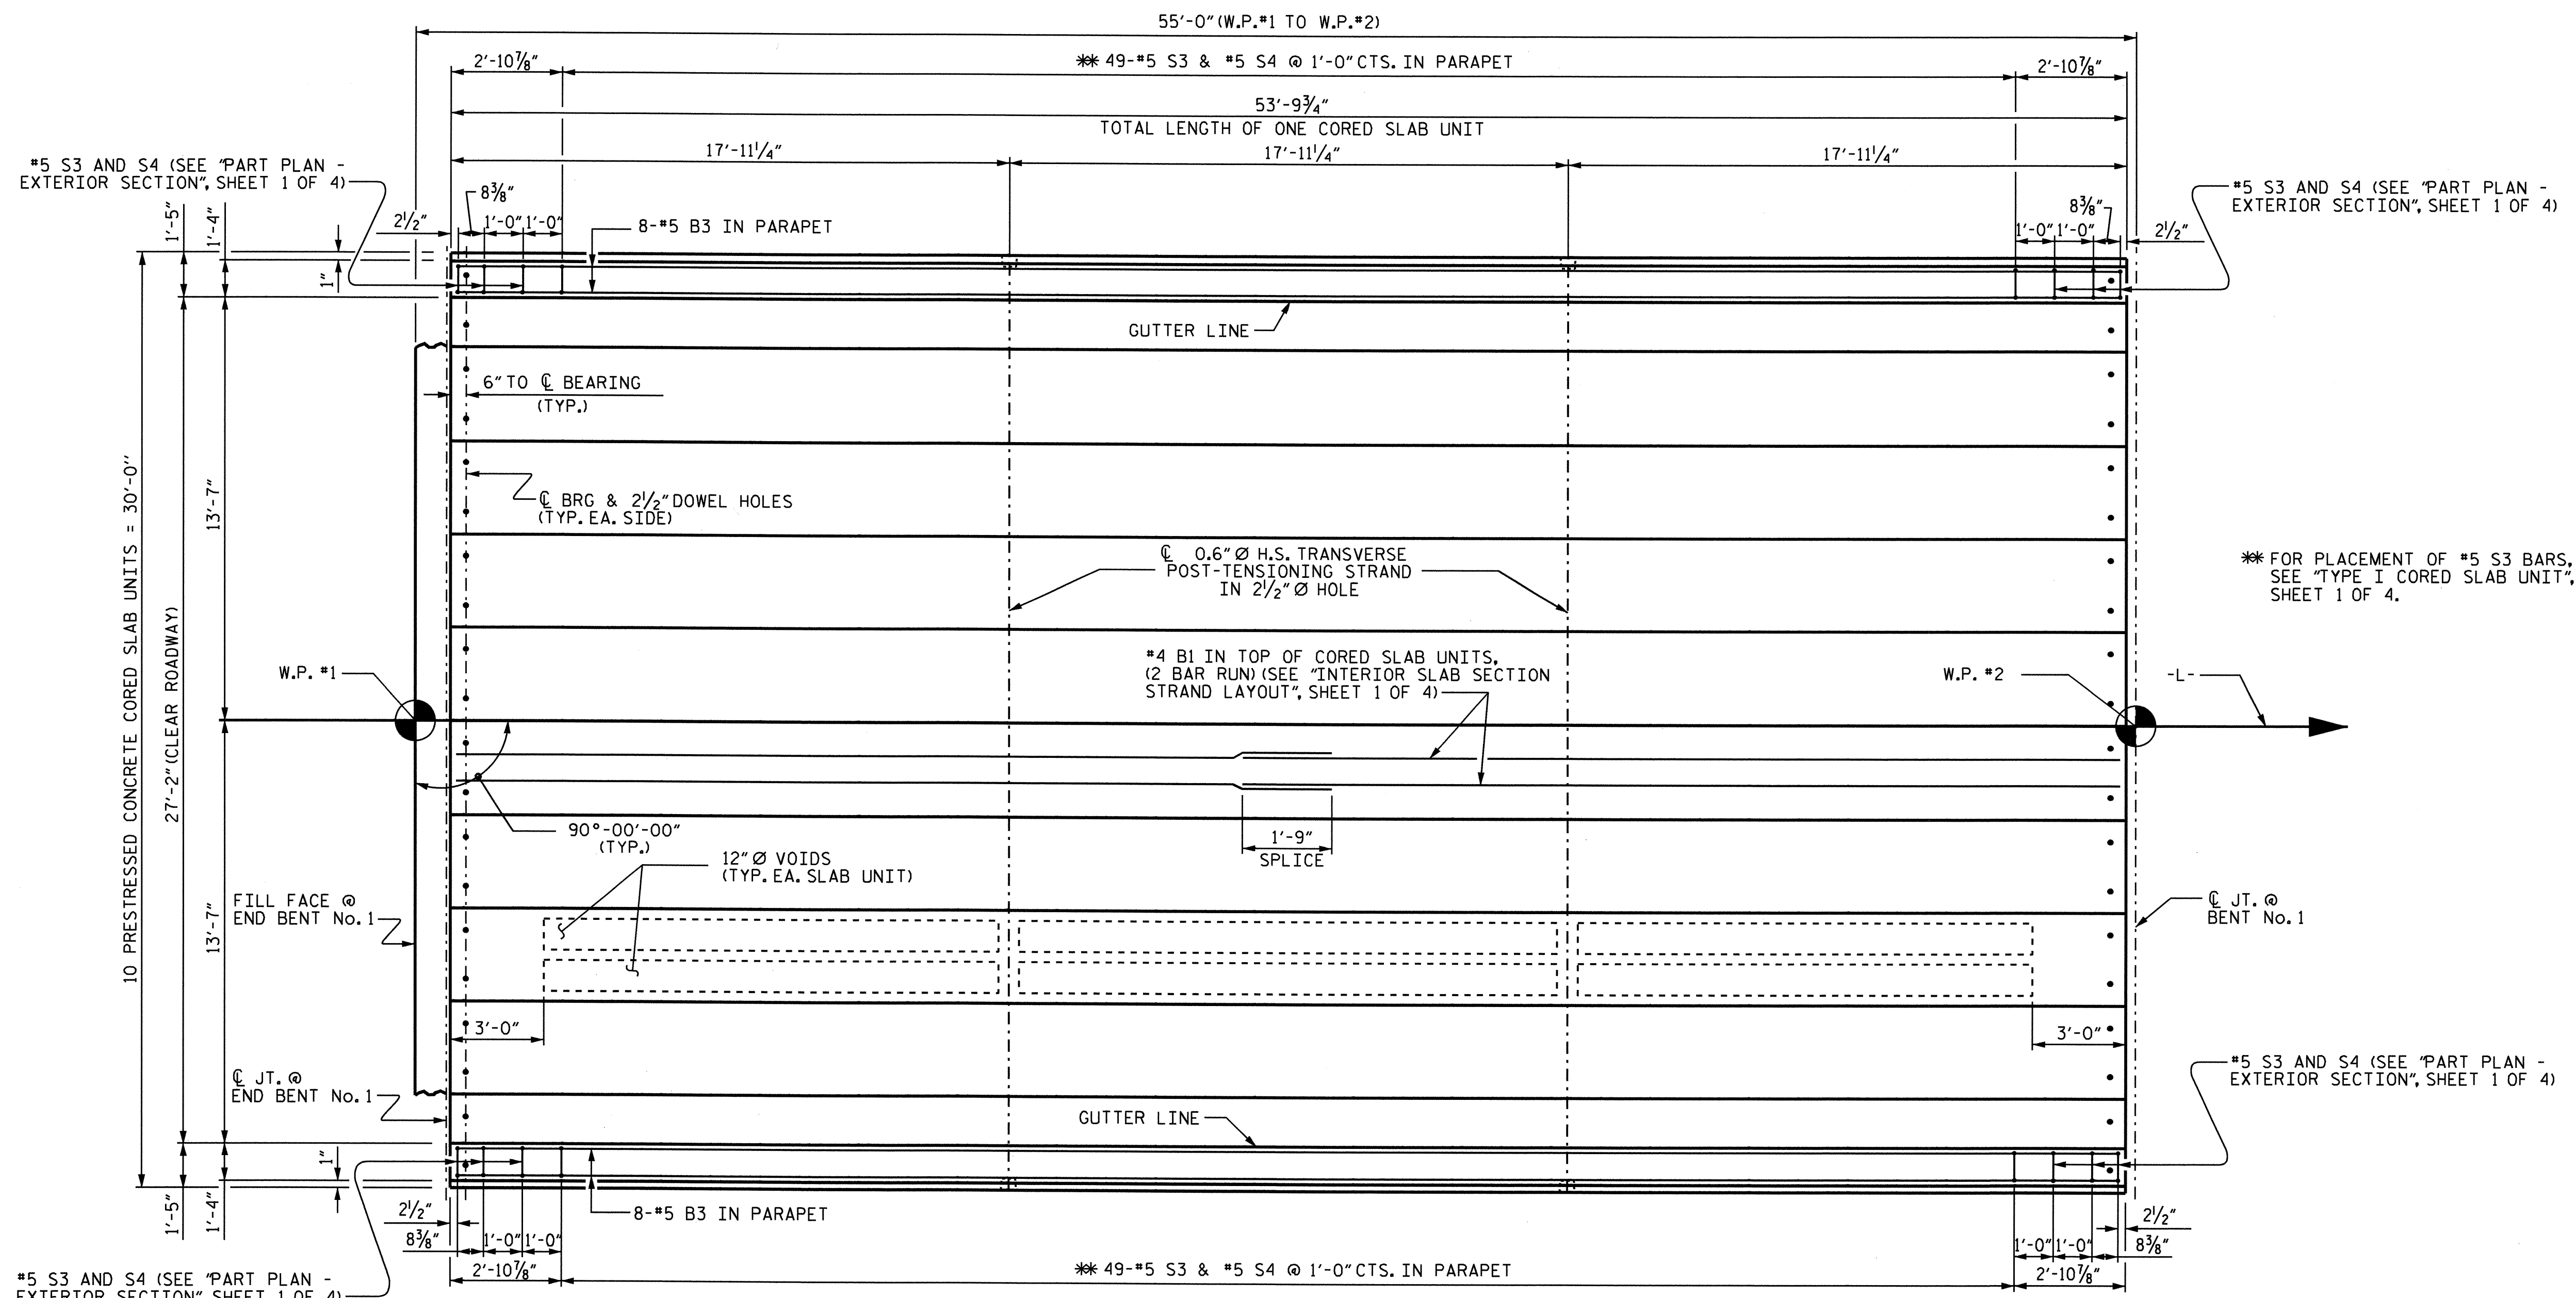 55'-0" (W.P.#1 TO W.P.#2)
2'-10⅞"
** 49-#5 S3 & #5 S4 @ 1'-0" CTS. IN PARAPET
2'-10⅞"
53'-9¾"
TOTAL LENGTH OF ONE CORED SLAB UNIT
17'-11¼"
17'-11¼"
17'-11¼"
#5 S3 AND S4 (SEE "PART PLAN -
EXTERIOR SECTION", SHEET 1 OF 4)
#5 S3 AND S4 (SEE "PART PLAN -
EXTERIOR SECTION", SHEET 1 OF 4)
1'-5"
1'-4"
1"
2½"
8⅜"
1'-0"
1'-0"
8-#5 B3 IN PARAPET
8⅜"
1'-0"
1'-0"
2½"
GUTTER LINE
6" TO ℄ BEARING
(TYP.)
℄ BRG & 2½" DOWEL HOLES
(TYP. EA. SIDE)
10 PRESTRESSED CONCRETE CORED SLAB UNITS = 30'-0"
27'-2" (CLEAR ROADWAY)
13'-7"
℄ 0.6" Ø H.S. TRANSVERSE
POST-TENSIONING STRAND
IN 2½" Ø HOLE
** FOR PLACEMENT OF #5 S3 BARS,
SEE "TYPE I CORED SLAB UNIT",
SHEET 1 OF 4.
#4 B1 IN TOP OF CORED SLAB UNITS,
(2 BAR RUN) (SEE "INTERIOR SLAB SECTION
STRAND LAYOUT", SHEET 1 OF 4)
W.P. #1
W.P. #2
-L-
90°-00'-00"
(TYP.)
1'-9"
SPLICE
12" Ø VOIDS
(TYP. EA. SLAB UNIT)
FILL FACE @
END BENT No. 1
13'-7"
℄ JT. @
BENT No. 1
3'-0"
3'-0"
℄ JT. @
END BENT No. 1
#5 S3 AND S4 (SEE "PART PLAN -
EXTERIOR SECTION", SHEET 1 OF 4)
GUTTER LINE
1"
1'-5"
1'-4"
2½"
8⅜"
1'-0"
1'-0"
8-#5 B3 IN PARAPET
2½"
1'-0"
1'-0"
8⅜"
2'-10⅞"
** 49-#5 S3 & #5 S4 @ 1'-0" CTS. IN PARAPET
2'-10⅞"
#5 S3 AND S4 (SEE "PART PLAN -
EXTERIOR SECTION", SHEET 1 OF 4)